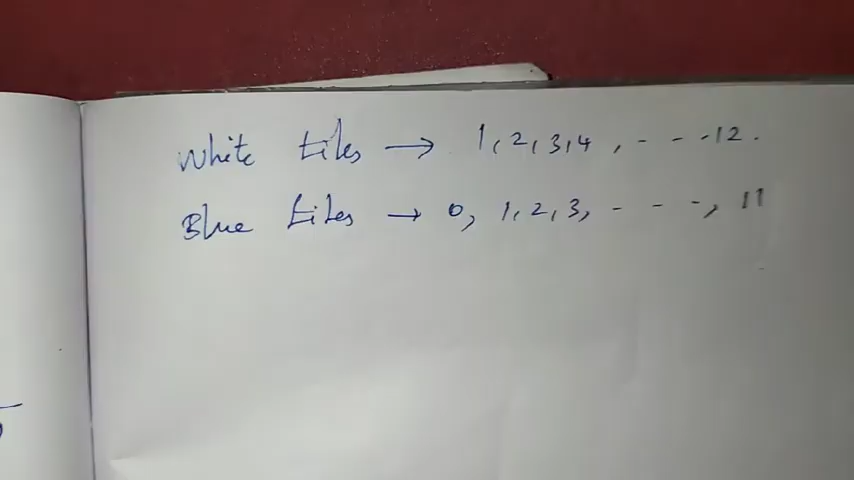 White tiles → 1, 2, 3, 4, - - - 12.
Blue tiles → 0, 1, 2, 3, - - -, 11